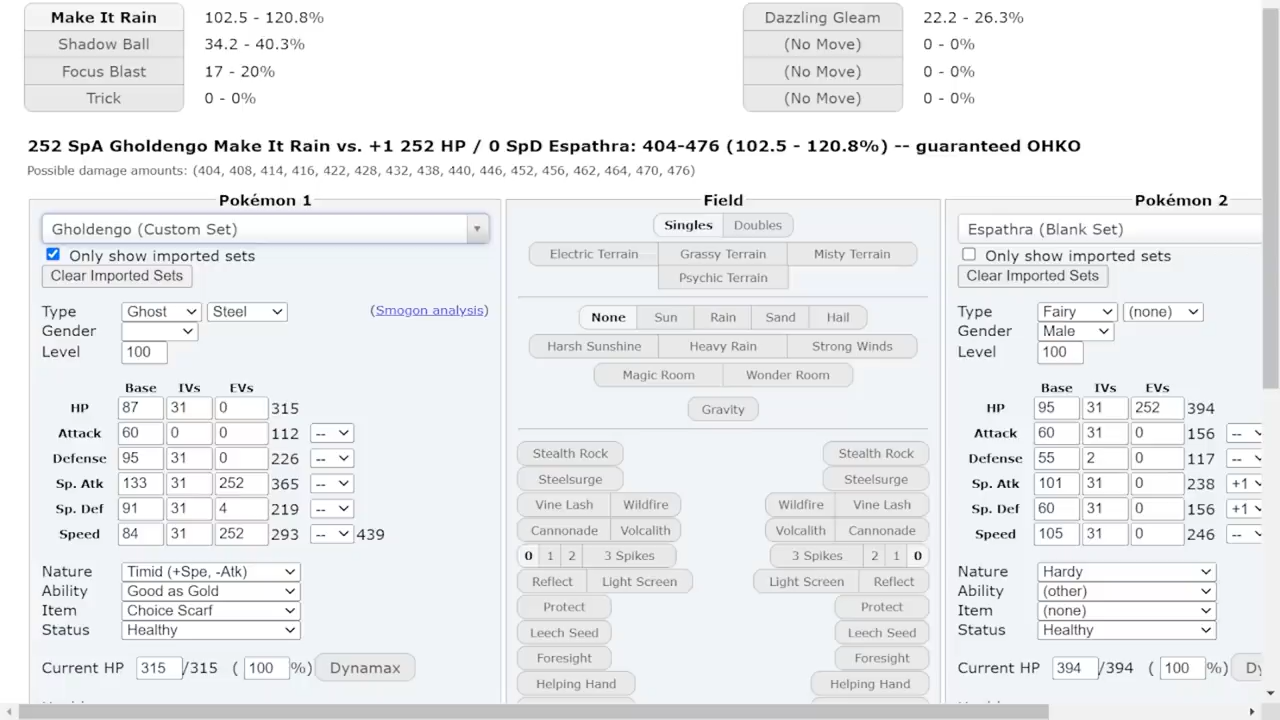 Make It Rain 102.5 - 120.8% Dazzling Gleam 22.2 - 26.3%
Shadow Ball 34.2 - 40.3% (No Move) 0 - 0%
Focus Blast 17 - 20% (No Move) 0 - 0%
Trick 0 - 0% (No Move) 0 - 0%
252 SpA Gholdengo Make It Rain vs. +1 252 HP / 0 SpD Espathra: 404-476 (102.5 - 120.8%) -- guaranteed OHKO
Possible damage amounts: (404, 408, 414, 416, 422, 428, 432, 438, 440, 446, 452, 456, 462, 464, 470, 476)
Pokémon 1
Gholdengo (Custom Set)
Only show imported sets
Clear Imported Sets
Type Ghost Steel (Smogon analysis)
Gender
Level 100
Base IVs EVs
HP 87 31 0 315
Attack 60 0 0 112 --
Defense 95 31 0 226 --
Sp. Atk 133 31 252 365 --
Sp. Def 91 31 4 219 --
Speed 84 31 252 293 -- 439
Nature Timid (+Spe, -Atk)
Ability Good as Gold
Item Choice Scarf
Status Healthy
Current HP 315 /315 ( 100 %) Dynamax
Field
Singles Doubles
Electric Terrain Grassy Terrain Misty Terrain
Psychic Terrain
None Sun Rain Sand Hail
Harsh Sunshine Heavy Rain Strong Winds
Magic Room Wonder Room
Gravity
Stealth Rock Stealth Rock
Steelsurge Steelsurge
Vine Lash Wildfire Wildfire Vine Lash
Cannonade Volcalith Volcalith Cannonade
0 1 2 3 Spikes 3 Spikes 2 1 0
Reflect Light Screen Light Screen Reflect
Protect Protect
Leech Seed Leech Seed
Foresight Foresight
Helping Hand Helping Hand
Pokémon 2
Espathra (Blank Set)
Only show imported sets
Clear Imported Sets
Type Fairy (none)
Gender Male
Level 100
Base IVs EVs
HP 95 31 252 394
Attack 60 31 0 156 --
Defense 55 2 0 117 --
Sp. Atk 101 31 0 238 +1
Sp. Def 60 31 0 156 +1
Speed 105 31 0 246 --
Nature Hardy
Ability (other)
Item (none)
Status Healthy
Current HP 394 /394 ( 100 %) Dy